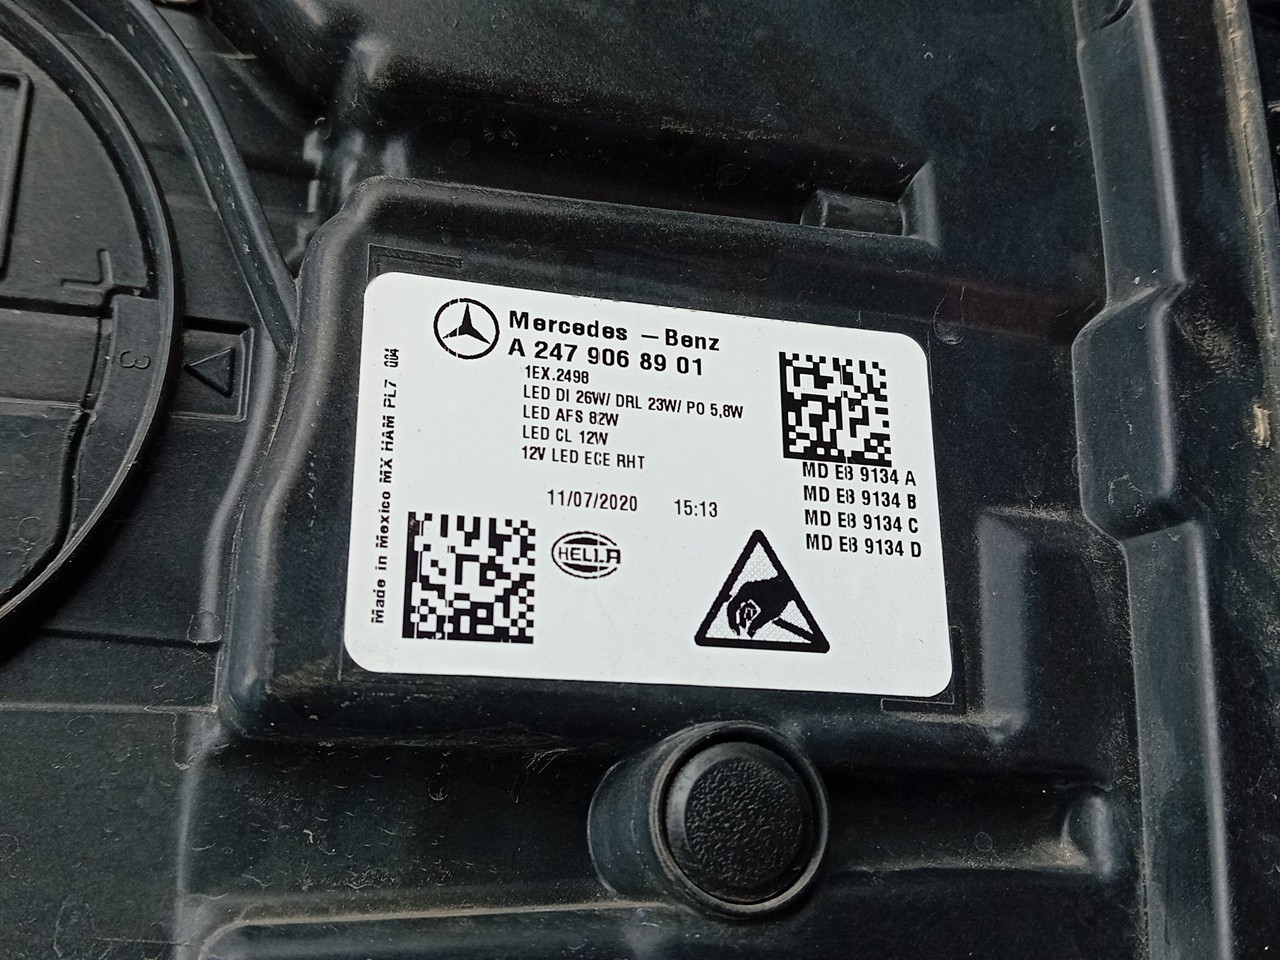 Mercedes - Benz
A 247 906 89 01
1EX.2498
LED DI 26W/ DRL 23W/ PO 5,8W
LED AFS 82W
LED CL 12W
12V LED ECE RHT
11/07/2020 15:13
HELLA
MD E8 9134 A
MD E8 9134 B
MD E8 9134 C
MD E8 9134 D
Made in Mexico MX HAM PL7 004
3